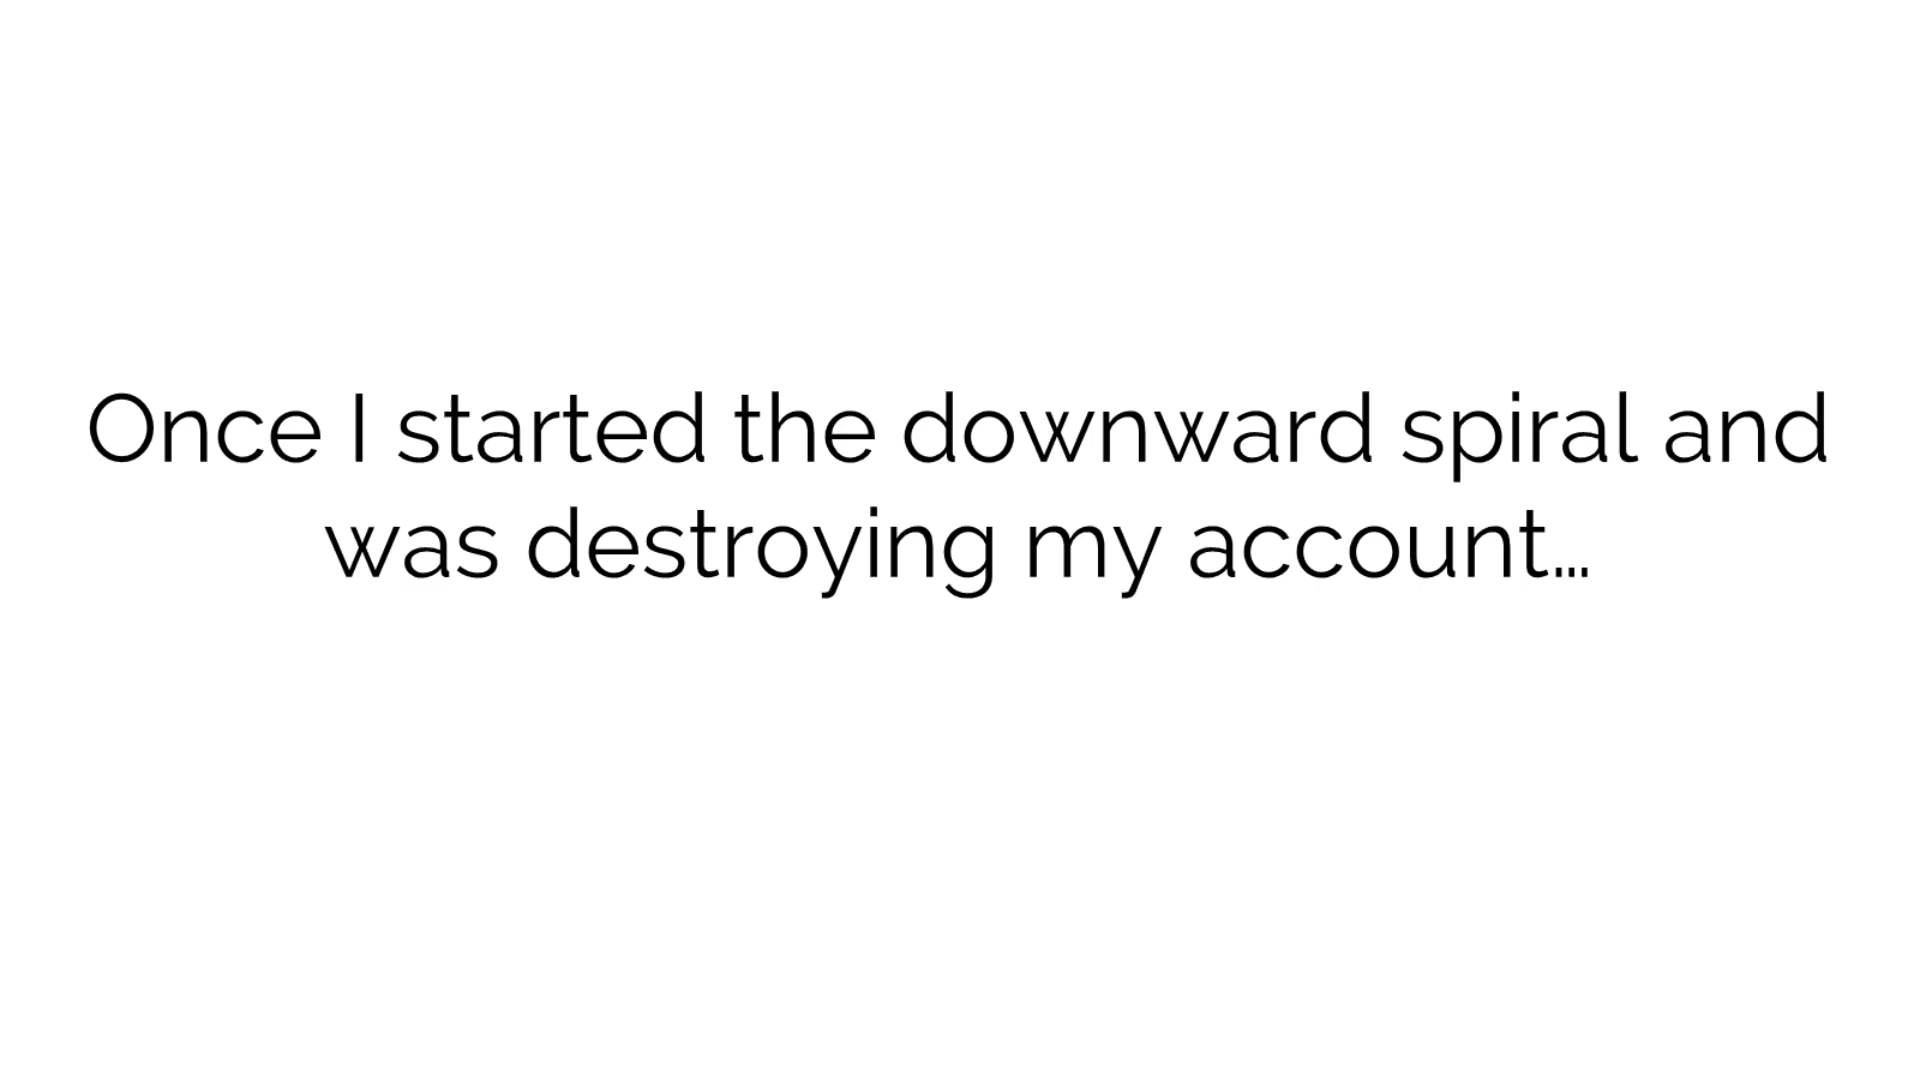 Once I started the downward spiral and
was destroying my account…